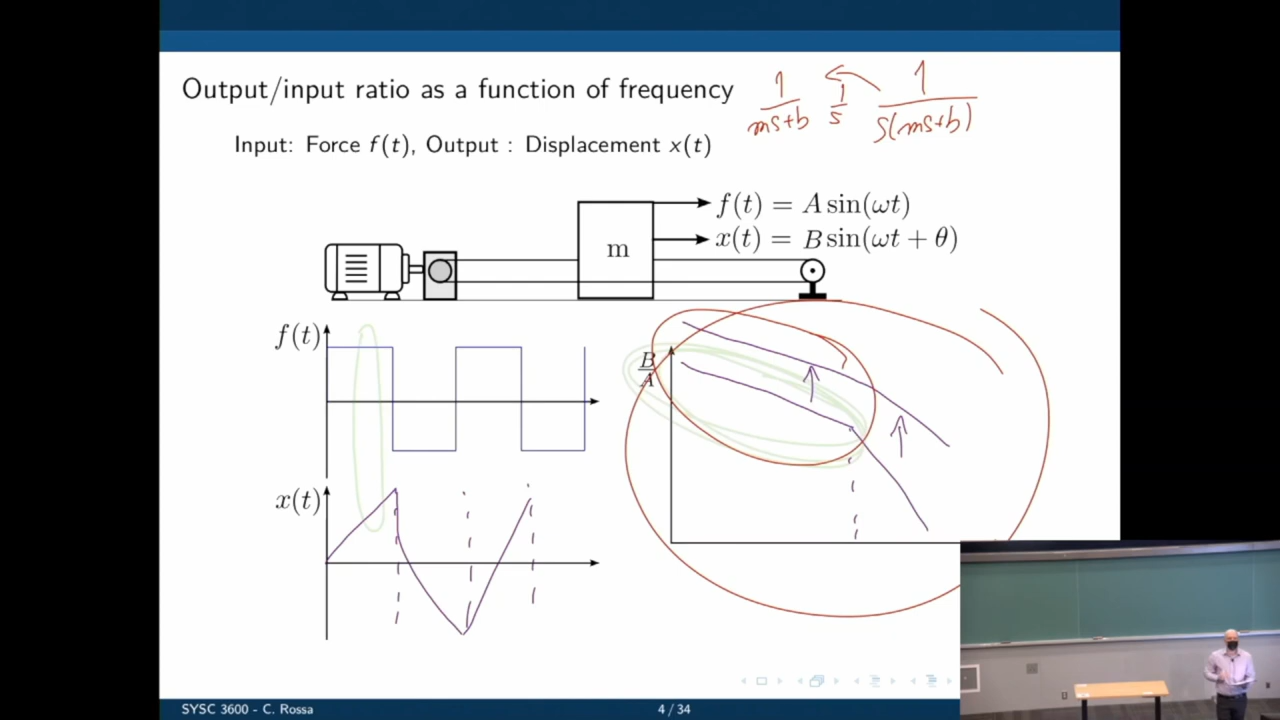 Output/input ratio as a function of frequency
1/(ms+b) 1/s 1/(s(ms+b))
Input: Force f(t), Output : Displacement x(t)
f(t) = A sin(ωt)
m
x(t) = B sin(ωt + θ)
f(t)
B/A
x(t)
SYSC 3600 - C. Rossa
4 / 34